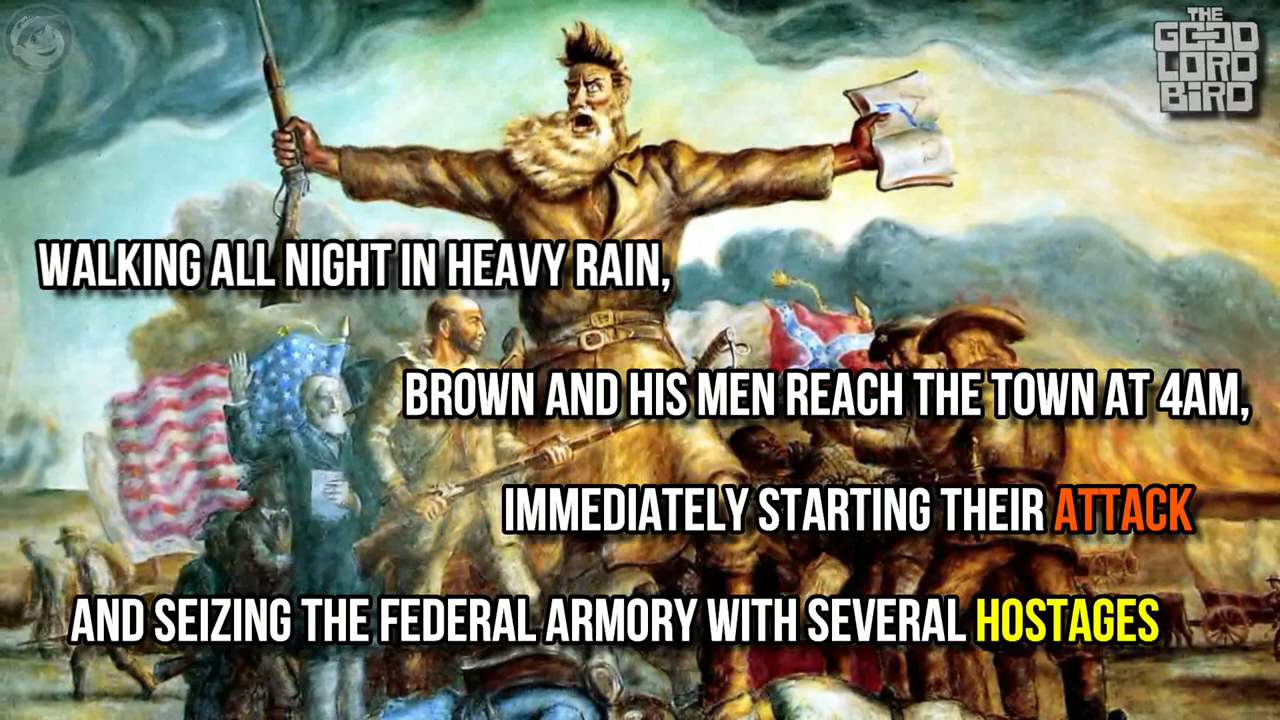 THE
GOOD
LORD
BIRD
WALKING ALL NIGHT IN HEAVY RAIN,
BROWN AND HIS MEN REACH THE TOWN AT 4AM,
IMMEDIATELY STARTING THEIR ATTACK
AND SEIZING THE FEDERAL ARMORY WITH SEVERAL HOSTAGES